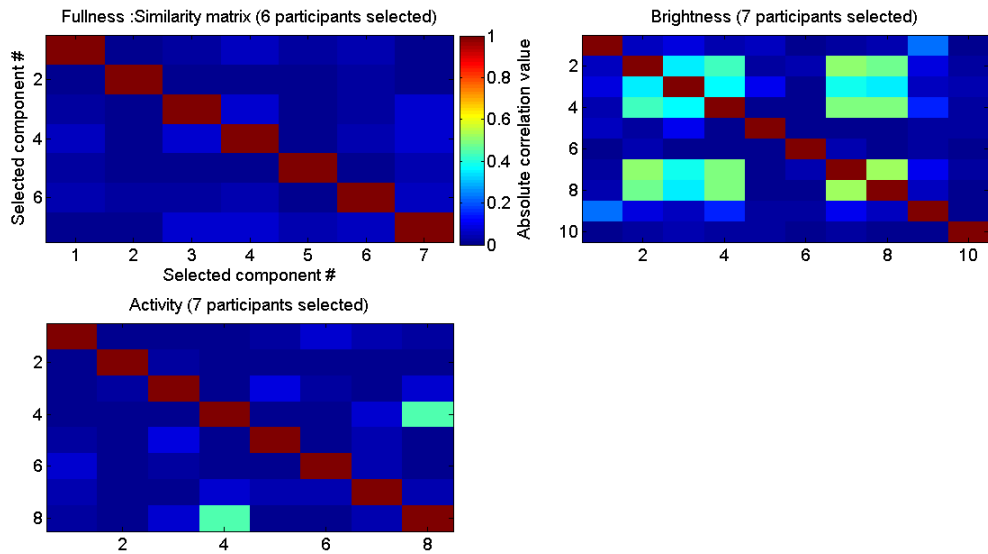 Fullness :Similarity matrix (6 participants selected)
Selected component #
2
4
6
1 2 3 4 5 6 7
Selected component #
1
0.8
0.6
0.4
0.2
0
Absolute correlation value
Brightness (7 participants selected)
2
4
6
8
10
2 4 6 8 10
Activity (7 participants selected)
2
4
6
8
2 4 6 8